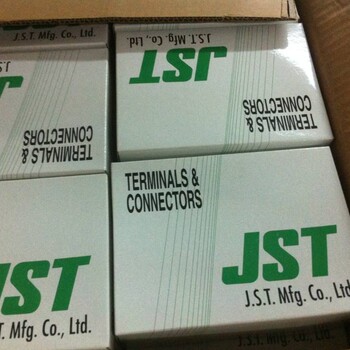 J.S.T. Mfg. Co., Ltd.
TERMINALS &
CONNECTORS
JST
J.S.T. Mfg. Co., Ltd.
TERMINALS &
CONNECTORS
JST
J.S.T. Mfg. Co., Ltd.
TERMINALS &
CONNECTORS
JST
J.S.T. Mfg. Co., Ltd.